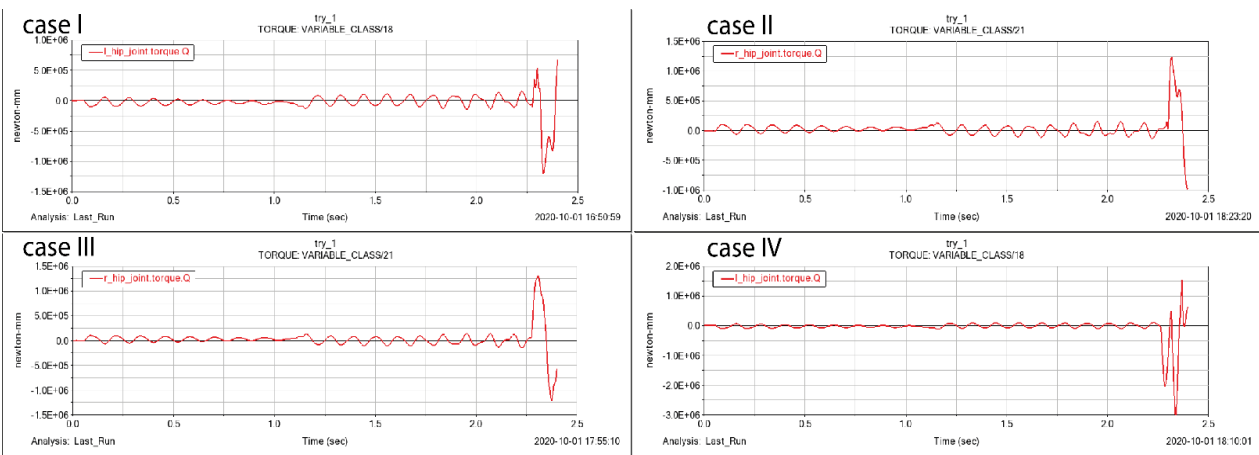 case I
try_1
TORQUE: VARIABLE_CLASS/18
1.0E+06
l_hip_joint.torque.Q
5.0E+05
0.0
-5.0E+05
-1.0E+06
-1.5E+06
newton-mm
0.0 0.5 1.0 1.5 2.0 2.5
Analysis: Last_Run Time (sec) 2020-10-01 16:50:59
case II
try_1
TORQUE: VARIABLE_CLASS/21
1.5E+06
r_hip_joint.torque.Q
1.0E+06
5.0E+05
0.0
-5.0E+05
-1.0E+06
newton-mm
0.0 0.5 1.0 1.5 2.0 2.5
Analysis: Last_Run Time (sec) 2020-10-01 18:23:20
case III
try_1
TORQUE: VARIABLE_CLASS/21
1.5E+06
r_hip_joint.torque.Q
1.0E+06
5.0E+05
0.0
-5.0E+05
-1.0E+06
-1.5E+06
newton-mm
0.0 0.5 1.0 1.5 2.0 2.5
Analysis: Last_Run Time (sec) 2020-10-01 17:55:10
case IV
try_1
TORQUE: VARIABLE_CLASS/18
2.0E+06
l_hip_joint.torque.Q
1.0E+06
0.0
-1.0E+06
-2.0E+06
-3.0E+06
newton-mm
0.0 0.5 1.0 1.5 2.0 2.5
Analysis: Last_Run Time (sec) 2020-10-01 18:10:01